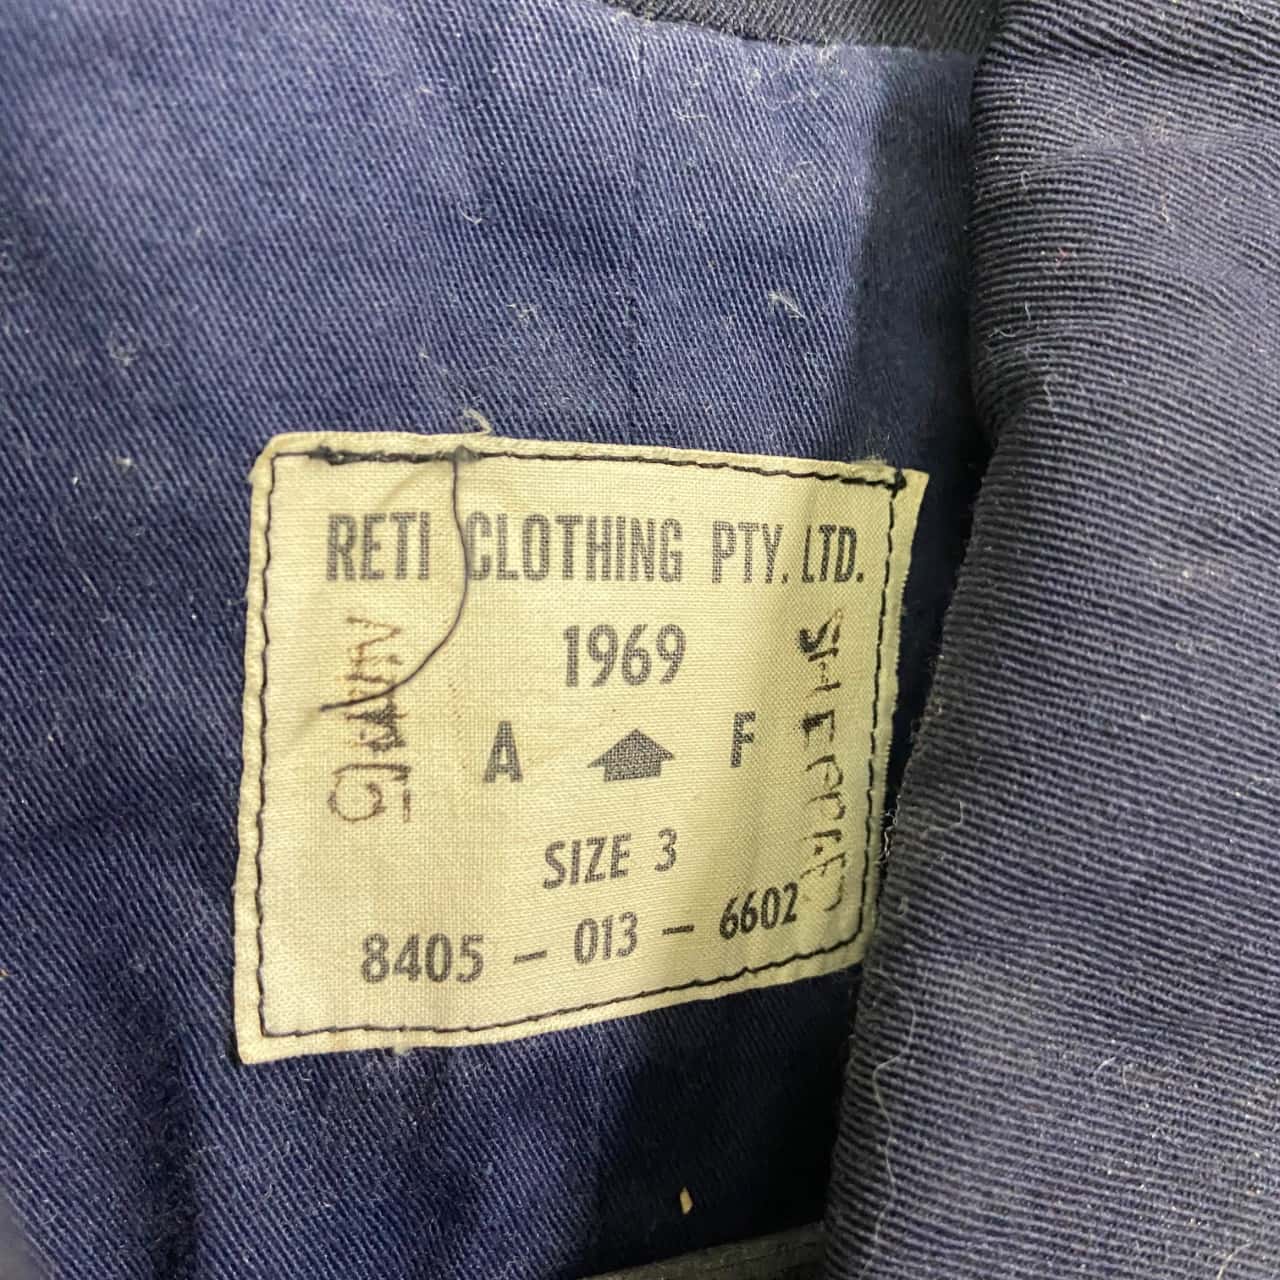 RETI CLOTHING PTY. LTD.
1969
A F
SIZE 3
8405 - 013 - 6602